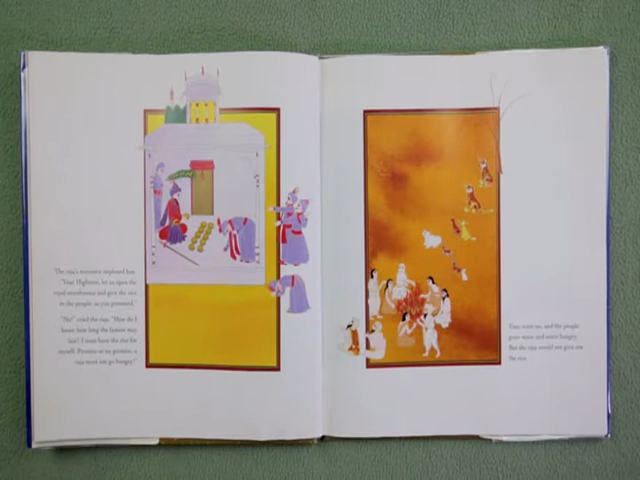 The raja's ministers implored him,
"Your Highness, let us open the
royal storehouses and give the rice
to the people, as you promised."
"No!" cried the raja. "How do I
know how long the famine may
last? I must have the rice for
myself. Promise or no promise, a
raja must not go hungry!"
Time went on, and the people
grew more and more hungry.
But the raja would not give out
the rice.